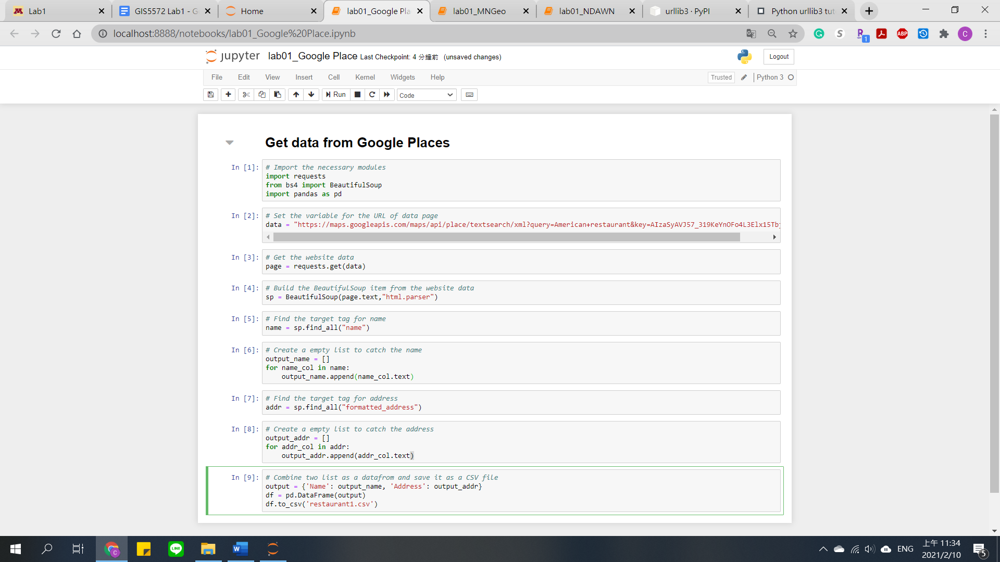 Lab1
GIS5572 Lab1 - G
Home
lab01_Google Pla
lab01_MNGeo
lab01_NDAWN
urllib3 · PyPI
Python urllib3 tut
localhost:8888/notebooks/lab01_Google%20Place.ipynb
jupyter lab01_Google Place Last Checkpoint: 4 分鐘前 (unsaved changes)
Logout
File Edit View Insert Cell Kernel Widgets Help
Trusted Python 3
Run Code
Get data from Google Places
In [1]: # Import the necessary modules
import requests
from bs4 import BeautifulSoup
import pandas as pd
In [2]: # Set the variable for the URL of data page
data = "https://maps.googleapis.com/maps/api/place/textsearch/xml?query=American+restaurant&key=
In [3]: # Get the website data
page = requests.get(data)
In [4]: # Build the BeautifulSoup item from the website data
sp = BeautifulSoup(page.text,"html.parser")
In [5]: # Find the target tag for name
name = sp.find_all("name")
In [6]: # Create a empty list to catch the name
output_name = []
for name_col in name:
output_name.append(name_col.text)
In [7]: # Find the target tag for address
addr = sp.find_all("formatted_address")
In [8]: # Create a empty list to catch the address
output_addr = []
for addr_col in addr:
output_addr.append(addr_col.text)
In [9]: # Combine two list as a datafrom and save it as a CSV file
output = {'Name': output_name, 'Address': output_addr}
df = pd.DataFrame(output)
df.to_csv('restaurant1.csv')
ENG
上午 11:34
2021/2/10
5